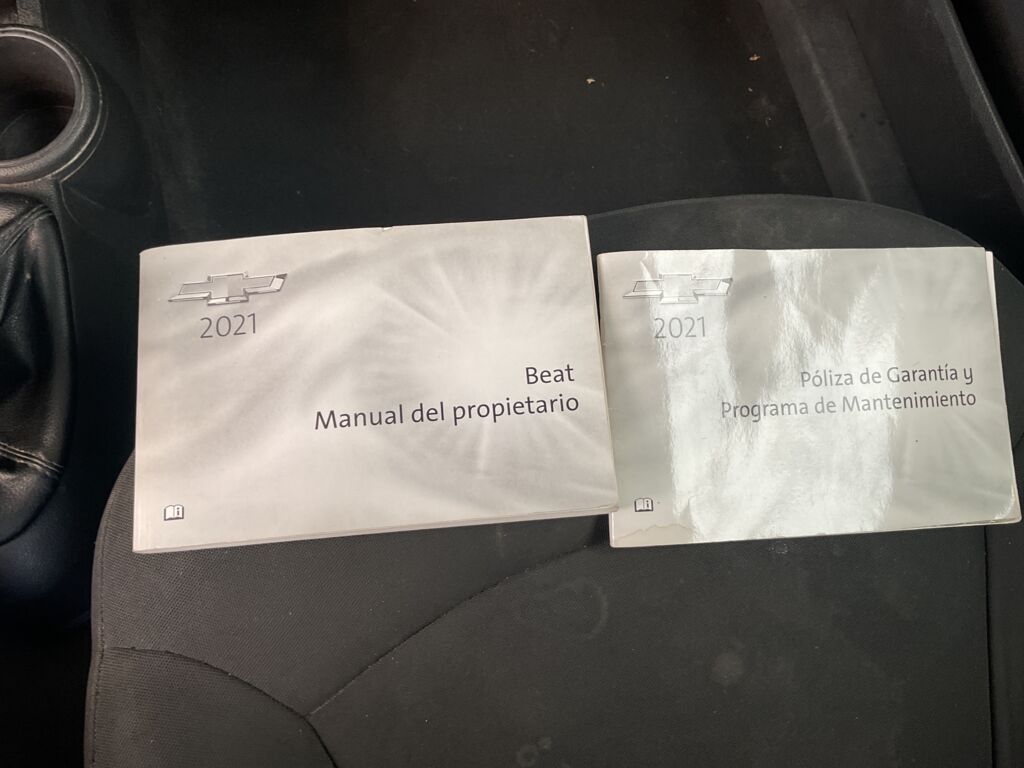 2021
Beat
Manual del propietario
2021
Póliza de Garantía y
Programa de Mantenimiento